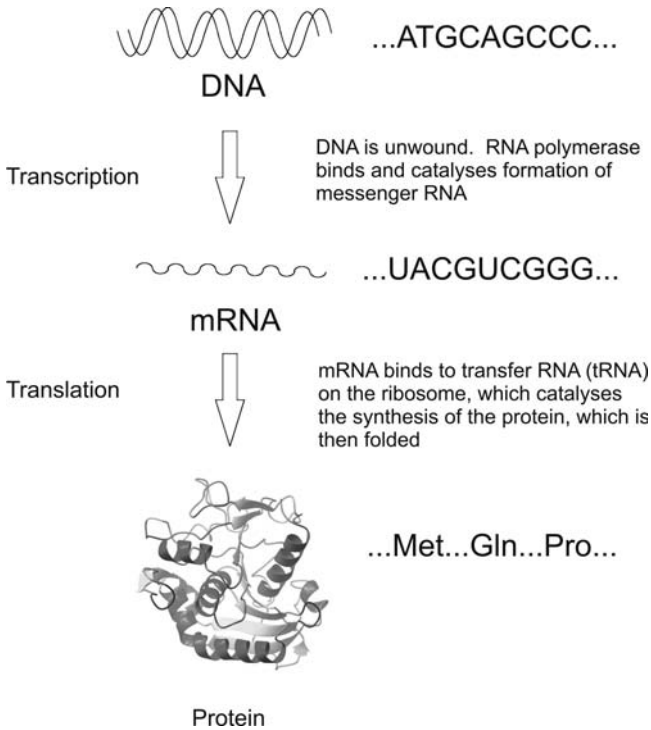 ...ATGCAGCCC...
DNA
Transcription
DNA is unwound.  RNA polymerase
binds and catalyses formation of
messenger RNA
...UACGUCGGG...
mRNA
Translation
mRNA binds to transfer RNA (tRNA)
on the ribosome, which catalyses
the synthesis of the protein, which is
then folded
...Met...Gln...Pro...
Protein